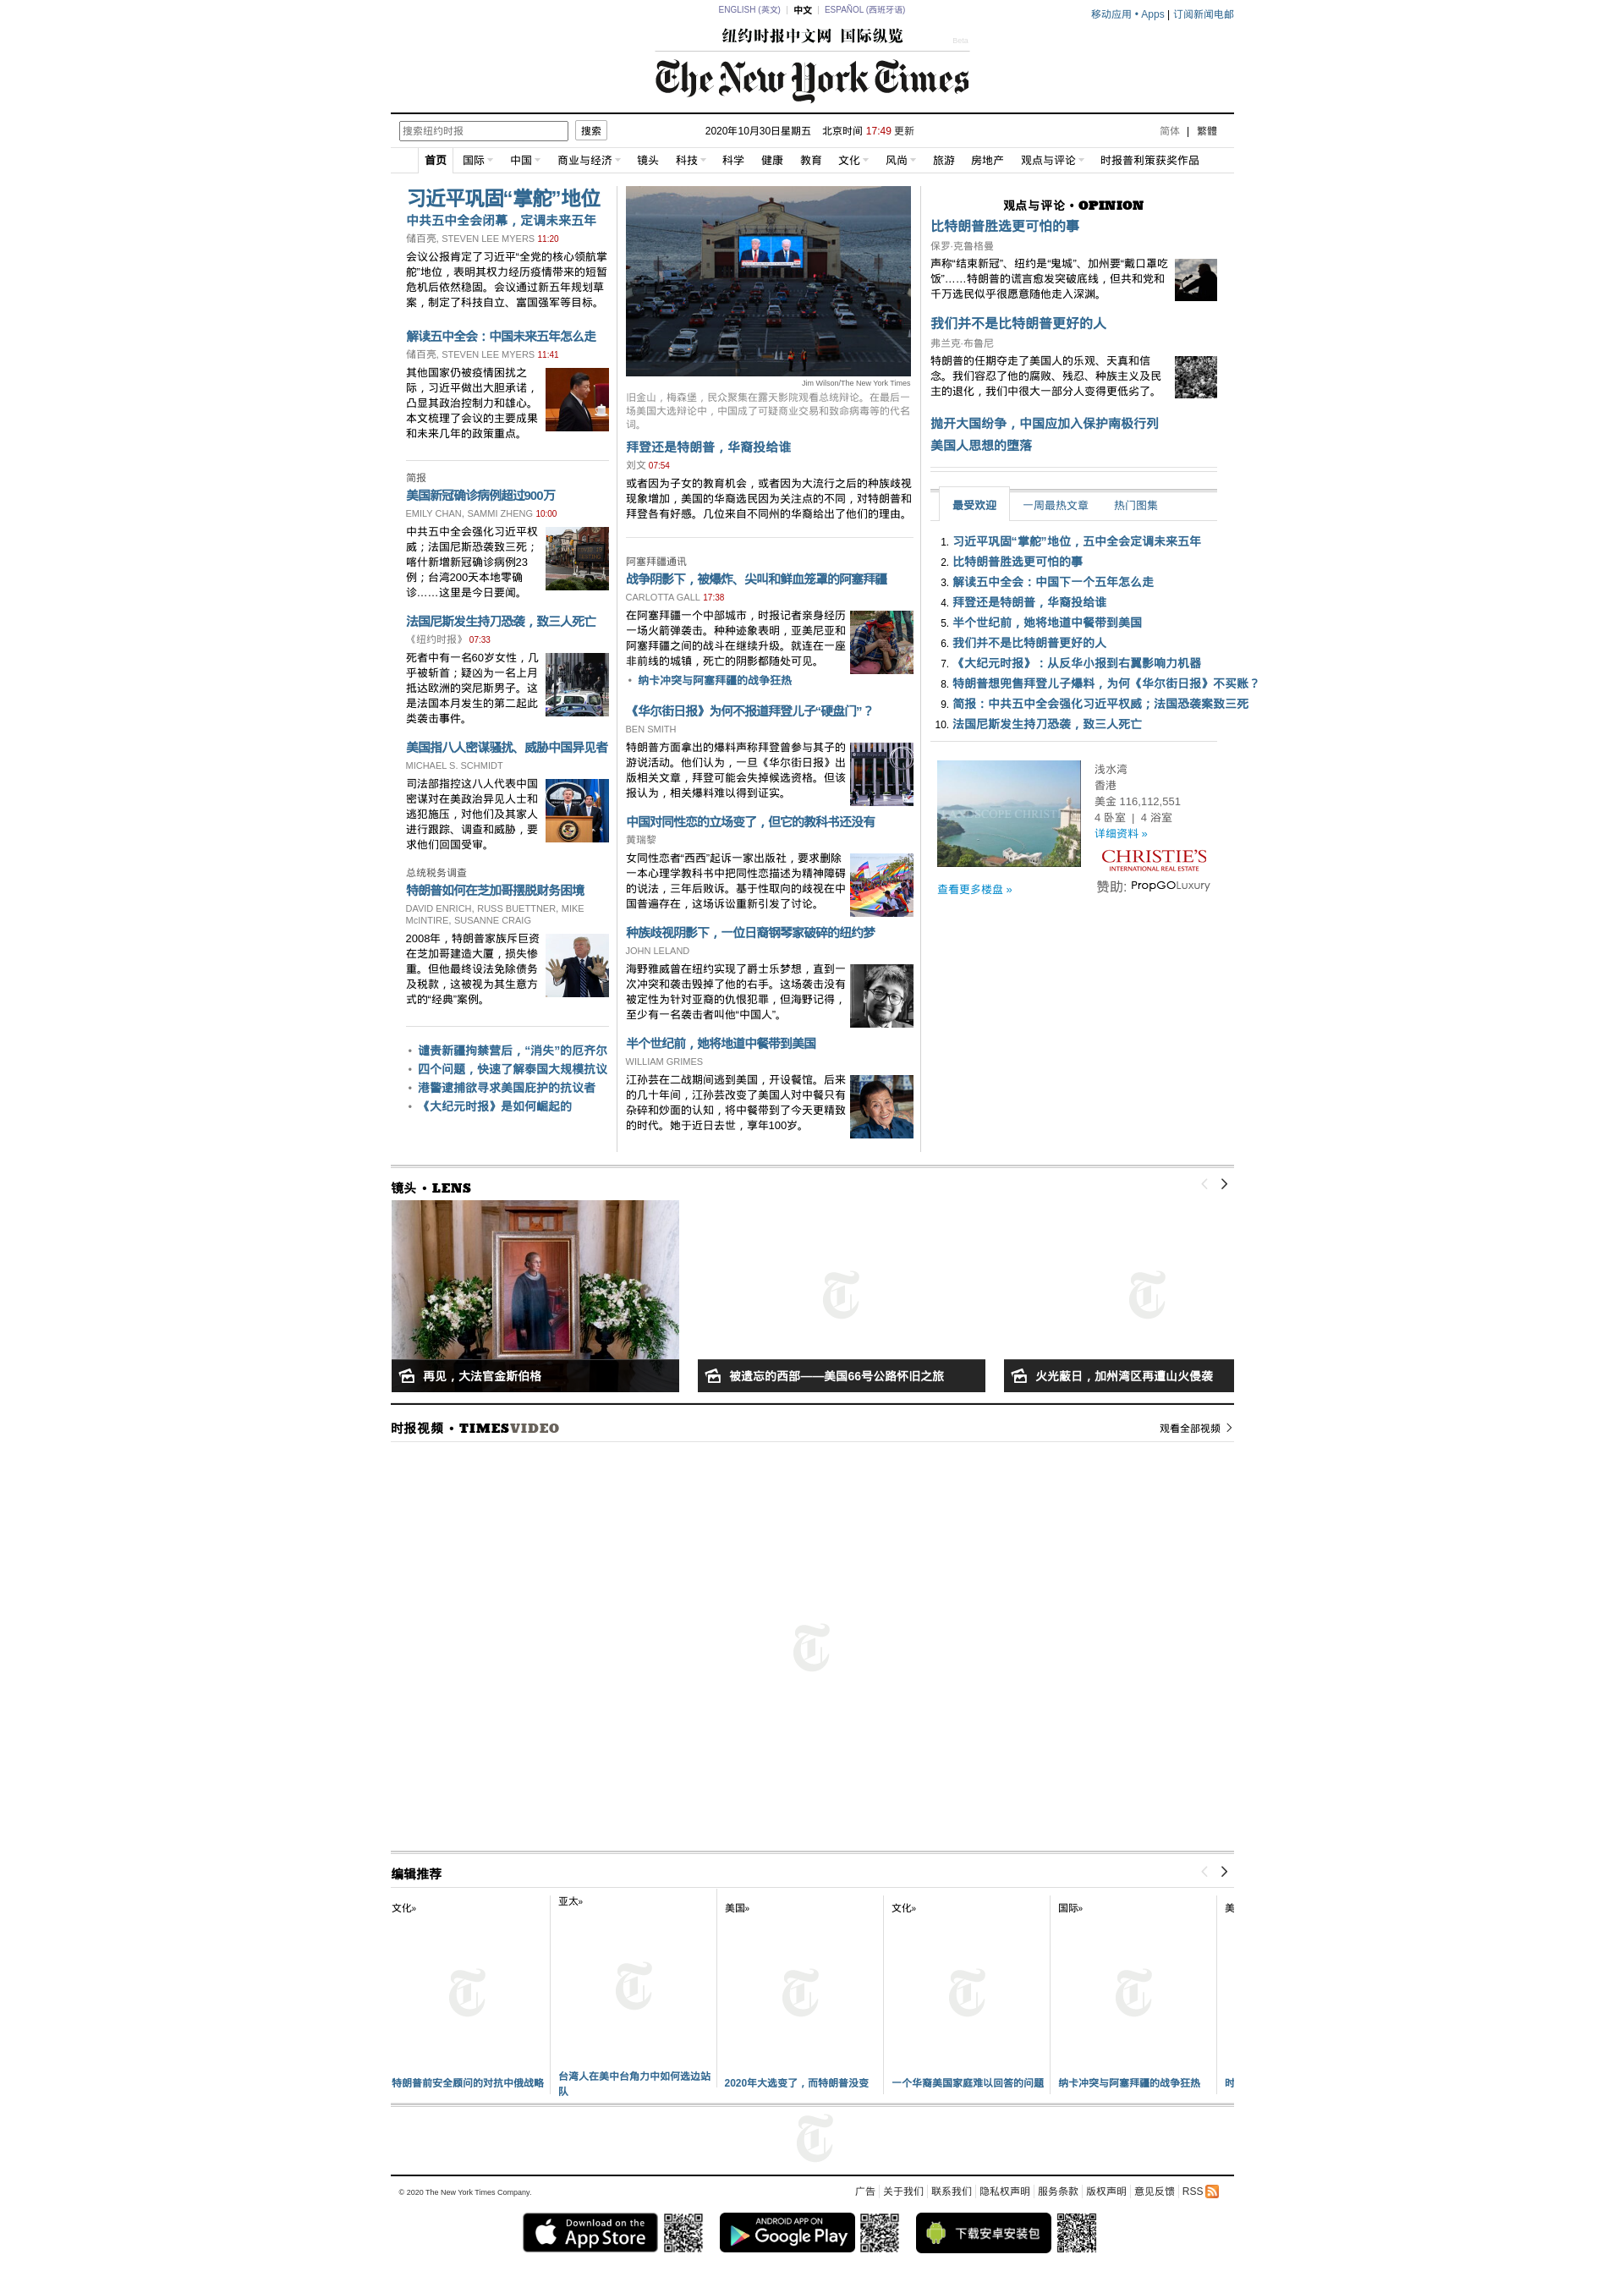 ENGLISH (英文) | 中文 | ESPAÑOL (西班牙语)
移动应用 • Apps | 订阅新闻电邮
纽约时报中文网 国际纵览
Beta
The New York Times
搜索纽约时报 搜索
2020年10月30日星期五 北京时间 17:49 更新
简体 | 繁體
首页 国际 中国 商业与经济 镜头 科技 科学 健康 教育 文化 风尚 旅游 房地产 观点与评论 时报普利策获奖作品
习近平巩固“掌舵”地位
中共五中全会闭幕，定调未来五年
储百亮, STEVEN LEE MYERS 11:20
会议公报肯定了习近平“全党的核心领航掌
舵”地位，表明其权力经历疫情带来的短暂
危机后依然稳固。会议通过新五年规划草
案，制定了科技自立、富国强军等目标。
解读五中全会：中国未来五年怎么走
储百亮, STEVEN LEE MYERS 11:41
其他国家仍被疫情困扰之
际，习近平做出大胆承诺，
凸显其政治控制力和雄心。
本文梳理了会议的主要成果
和未来几年的政策重点。
简报
美国新冠确诊病例超过900万
EMILY CHAN, SAMMI ZHENG 10:00
中共五中全会强化习近平权
威；法国尼斯恐袭致三死；
喀什新增新冠确诊病例23
例；台湾200天本地零确
诊……这里是今日要闻。
法国尼斯发生持刀恐袭，致三人死亡
《纽约时报》 07:33
死者中有一名60岁女性，几
乎被斩首；疑凶为一名上月
抵达欧洲的突尼斯男子。这
是法国本月发生的第二起此
类袭击事件。
美国指八人密谋骚扰、威胁中国异见者
MICHAEL S. SCHMIDT
司法部指控这八人代表中国
密谋对在美政治异见人士和
逃犯施压，对他们及其家人
进行跟踪、调查和威胁，要
求他们回国受审。
总统税务调查
特朗普如何在芝加哥摆脱财务困境
DAVID ENRICH, RUSS BUETTNER, MIKE
McINTIRE, SUSANNE CRAIG
2008年，特朗普家族斥巨资
在芝加哥建造大厦，损失惨
重。但他最终设法免除债务
及税款，这被视为其生意方
式的“经典”案例。
• 谴责新疆拘禁营后，“消失”的厄齐尔
• 四个问题，快速了解泰国大规模抗议
• 港警逮捕欲寻求美国庇护的抗议者
• 《大纪元时报》是如何崛起的
Jim Wilson/The New York Times
旧金山，梅森堡，民众聚集在露天影院观看总统辩论。在最后一
场美国大选辩论中，中国成了可疑商业交易和致命病毒等的代名
词。
拜登还是特朗普，华裔投给谁
刘文 07:54
或者因为子女的教育机会，或者因为大流行之后的种族歧视
现象增加，美国的华裔选民因为关注点的不同，对特朗普和
拜登各有好感。几位来自不同州的华裔给出了他们的理由。
阿塞拜疆通讯
战争阴影下，被爆炸、尖叫和鲜血笼罩的阿塞拜疆
CARLOTTA GALL 17:38
在阿塞拜疆一个中部城市，时报记者亲身经历
一场火箭弹袭击。种种迹象表明，亚美尼亚和
阿塞拜疆之间的战斗在继续升级。就连在一座
非前线的城镇，死亡的阴影都随处可见。
• 纳卡冲突与阿塞拜疆的战争狂热
《华尔街日报》为何不报道拜登儿子“硬盘门”？
BEN SMITH
特朗普方面拿出的爆料声称拜登曾参与其子的
游说活动。他们认为，一旦《华尔街日报》出
版相关文章，拜登可能会失掉候选资格。但该
报认为，相关爆料难以得到证实。
中国对同性恋的立场变了，但它的教科书还没有
黄瑞黎
女同性恋者“西西”起诉一家出版社，要求删除
一本心理学教科书中把同性恋描述为精神障碍
的说法，三年后败诉。基于性取向的歧视在中
国普遍存在，这场诉讼重新引发了讨论。
种族歧视阴影下，一位日裔钢琴家破碎的纽约梦
JOHN LELAND
海野雅威曾在纽约实现了爵士乐梦想，直到一
次冲突和袭击毁掉了他的右手。这场袭击没有
被定性为针对亚裔的仇恨犯罪，但海野记得，
至少有一名袭击者叫他“中国人”。
半个世纪前，她将地道中餐带到美国
WILLIAM GRIMES
江孙芸在二战期间逃到美国，开设餐馆。后来
的几十年间，江孙芸改变了美国人对中餐只有
杂碎和炒面的认知，将中餐带到了今天更精致
的时代。她于近日去世，享年100岁。
观点与评论 • OPINION
比特朗普胜选更可怕的事
保罗·克鲁格曼
声称“结束新冠”、纽约是“鬼城”、加州要“戴口罩吃
饭”……特朗普的谎言愈发突破底线，但共和党和
千万选民似乎很愿意随他走入深渊。
我们并不是比特朗普更好的人
弗兰克·布鲁尼
特朗普的任期夺走了美国人的乐观、天真和信
念。我们容忍了他的腐败、残忍、种族主义及民
主的退化，我们中很大一部分人变得更低劣了。
抛开大国纷争，中国应加入保护南极行列
美国人思想的堕落
最受欢迎 一周最热文章 热门图集
1. 习近平巩固“掌舵”地位，五中全会定调未来五年
2. 比特朗普胜选更可怕的事
3. 解读五中全会：中国下一个五年怎么走
4. 拜登还是特朗普，华裔投给谁
5. 半个世纪前，她将地道中餐带到美国
6. 我们并不是比特朗普更好的人
7. 《大纪元时报》：从反华小报到右翼影响力机器
8. 特朗普想兜售拜登儿子爆料，为何《华尔街日报》不买账？
9. 简报：中共五中全会强化习近平权威；法国恐袭案致三死
10. 法国尼斯发生持刀恐袭，致三人死亡
浅水湾
香港
美金 116,112,551
4 卧室 | 4 浴室
详细资料 »
CHRISTIE'S
INTERNATIONAL REAL ESTATE
查看更多楼盘 »
赞助: PropGOLuxury
镜头 • LENS
再见，大法官金斯伯格
被遗忘的西部——美国66号公路怀旧之旅
火光蔽日，加州湾区再遭山火侵袭
时报视频 • TIMESVIDEO
观看全部视频
编辑推荐
文化»
亚太»
美国»
文化»
国际»
美
特朗普前安全顾问的对抗中俄战略
台湾人在美中台角力中如何选边站
队
2020年大选变了，而特朗普没变
一个华裔美国家庭难以回答的问题
纳卡冲突与阿塞拜疆的战争狂热
时
© 2020 The New York Times Company.
广告 关于我们 联系我们 隐私权声明 服务条款 版权声明 意见反馈 RSS
Download on the
App Store
ANDROID APP ON
Google Play
下载安卓安装包